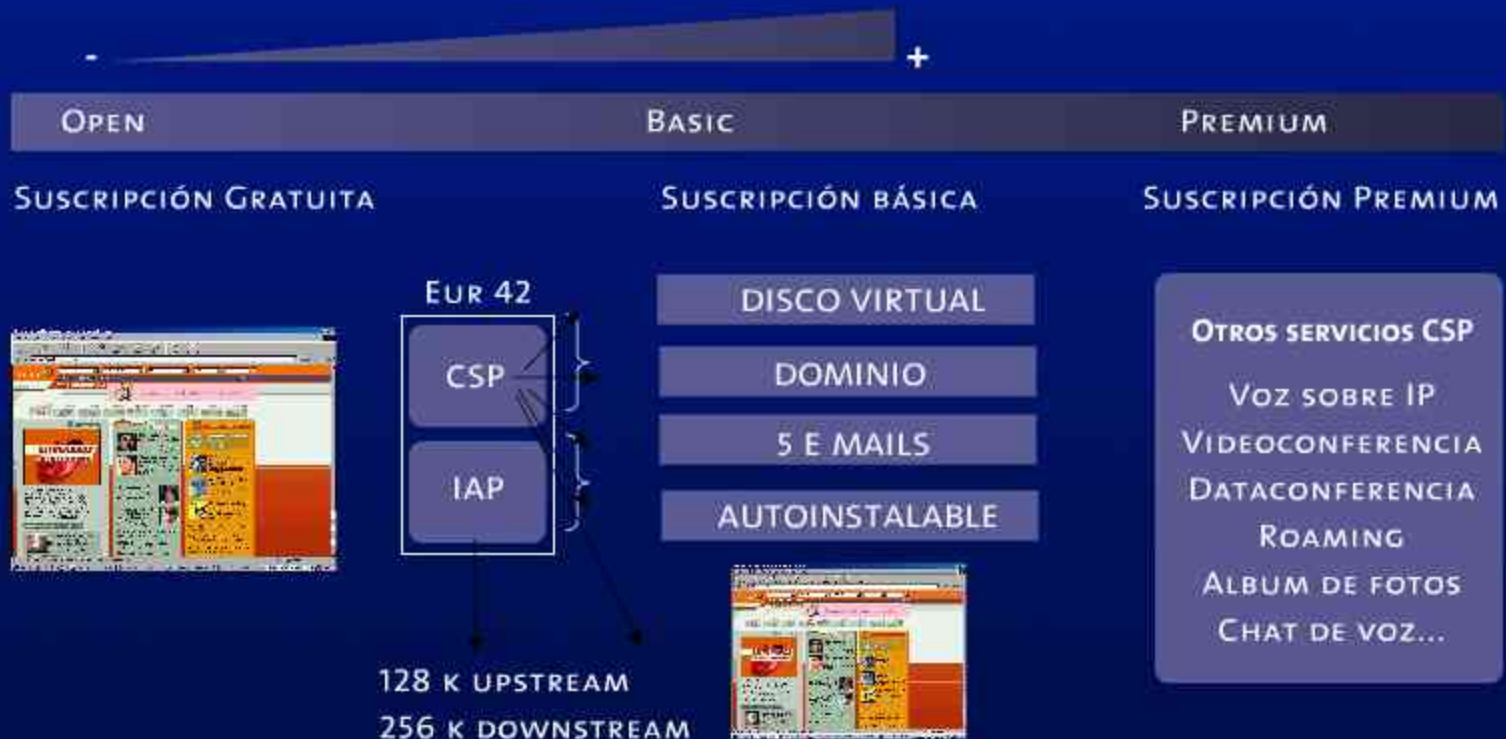 - +
OPEN BASIC PREMIUM
SUSCRIPCIÓN GRATUITA
SUSCRIPCIÓN BÁSICA
SUSCRIPCIÓN PREMIUM
EUR 42
CSP
IAP
128 K UPSTREAM
256 K DOWNSTREAM
DISCO VIRTUAL
DOMINIO
5 E MAILS
AUTOINSTALABLE
OTROS SERVICIOS CSP
VOZ SOBRE IP
VIDEOCONFERENCIA
DATACONFERENCIA
ROAMING
ALBUM DE FOTOS
CHAT DE VOZ...